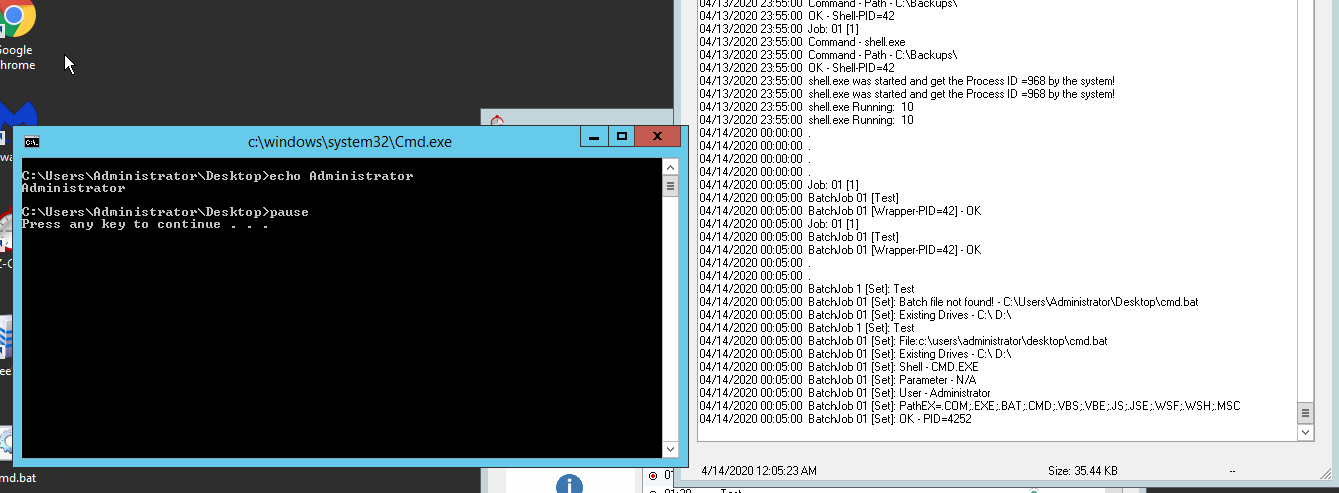 Google
hrome
Z-C
md.bat
c:\windows\system32\Cmd.exe
C:\Users\Administrator\Desktop>echo Administrator
Administrator
C:\Users\Administrator\Desktop>pause
Press any key to continue . . .
04/13/2020 23:55:00 Command - Path - C:\Backups\
04/13/2020 23:55:00 OK - Shell-PID=42
04/13/2020 23:55:00 Job: 01 [1]
04/13/2020 23:55:00 Command - shell.exe
04/13/2020 23:55:00 Command - Path - C:\Backups\
04/13/2020 23:55:00 OK - Shell-PID=42
04/13/2020 23:55:00 shell.exe was started and get the Process ID =968 by the system!
04/13/2020 23:55:00 shell.exe was started and get the Process ID =968 by the system!
04/13/2020 23:55:00 shell.exe Running: 10
04/13/2020 23:55:00 shell.exe Running: 10
04/14/2020 00:00:00 .
04/14/2020 00:00:00 .
04/14/2020 00:00:00 .
04/14/2020 00:00:00 .
04/14/2020 00:05:00 Job: 01 [1]
04/14/2020 00:05:00 BatchJob 01 [Test]
04/14/2020 00:05:00 BatchJob 01 [Wrapper-PID=42] - OK
04/14/2020 00:05:00 Job: 01 [1]
04/14/2020 00:05:00 BatchJob 01 [Test]
04/14/2020 00:05:00 BatchJob 01 [Wrapper-PID=42] - OK
04/14/2020 00:05:00 .
04/14/2020 00:05:00 .
04/14/2020 00:05:00 BatchJob 1 [Set]: Test
04/14/2020 00:05:00 BatchJob 01 [Set]: Batch file not found! - C:\Users\Administrator\Desktop\cmd.bat
04/14/2020 00:05:00 BatchJob 01 [Set]: Existing Drives - C:\ D:\
04/14/2020 00:05:00 BatchJob 1 [Set]: Test
04/14/2020 00:05:00 BatchJob 01 [Set]: File:c:\users\administrator\desktop\cmd.bat
04/14/2020 00:05:00 BatchJob 01 [Set]: Existing Drives - C:\ D:\
04/14/2020 00:05:00 BatchJob 01 [Set]: Shell - CMD.EXE
04/14/2020 00:05:00 BatchJob 01 [Set]: Parameter - N/A
04/14/2020 00:05:00 BatchJob 01 [Set]: User - Administrator
04/14/2020 00:05:00 BatchJob 01 [Set]: PathEX=.COM;.EXE;.BAT;.CMD;.VBS;.VBE;.JS;.JSE;.WSF;.WSH;.MSC
04/14/2020 00:05:00 BatchJob 01 [Set]: OK - PID=4252
4/14/2020 12:05:23 AM
Size: 35.44 KB
--